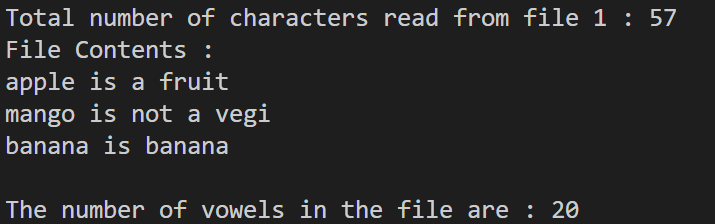 Total number of characters read from file 1 : 57
File Contents :
apple is a fruit
mango is not a vegi
banana is banana
The number of vowels in the file are : 20